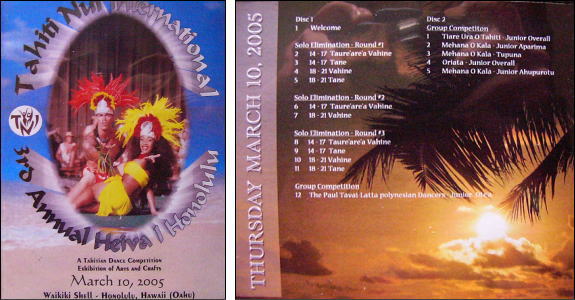 Tahiti Nui International
3rd Annual Heiva I Honolulu
TNI
A Tahitian Dance Competition
Exhibition of Arts and Crafts
March 10, 2005
Waikiki Shell - Honolulu, Hawaii (Oahu)
THURSDAY MARCH 10, 2005
Disc 1
1 Welcome
Solo Elimination - Round #1
2 14 - 17 Taure'are'a Vahine
3 14 - 17 Tane
4 18 - 21 Vahine
5 18 - 21 Tane
Solo Elimination - Round #2
6 14 - 17 Taure'are'a Vahine
7 18 - 21 Vahine
Solo Elimination - Round #3
8 14 - 17 Taure'are'a Vahine
9 14 - 17 Tane
10 18 - 21 Vahine
11 18 - 21 Tane
Group Competition
12 The Paul Tavai Latta polynesian Dancers - Junior
Disc 2
Group Competiton
1 Tiare Ura O Tahiti - Junior Overall
2 Mehana O Kala - Junior Aparima
3 Mehana O Kala - Tupuna
4 Oriata - Junior Overall
5 Mehana O Kala - Junior Ahupurotu